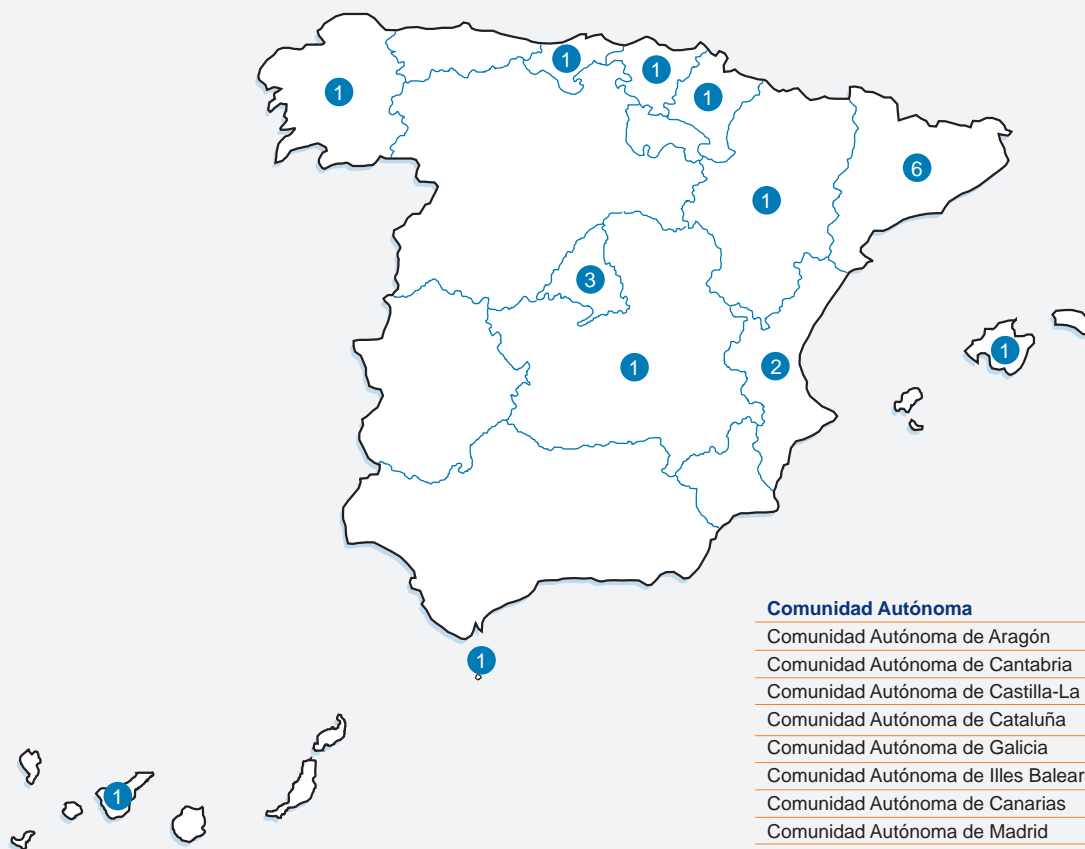 1
1
1
1
6
1
3
1
2
1
1
1
Comunidad Autónoma
Comunidad Autónoma de Aragón
Comunidad Autónoma de Cantabria
Comunidad Autónoma de Castilla-La
Comunidad Autónoma de Cataluña
Comunidad Autónoma de Galicia
Comunidad Autónoma de Illes Balear
Comunidad Autónoma de Canarias
Comunidad Autónoma de Madrid